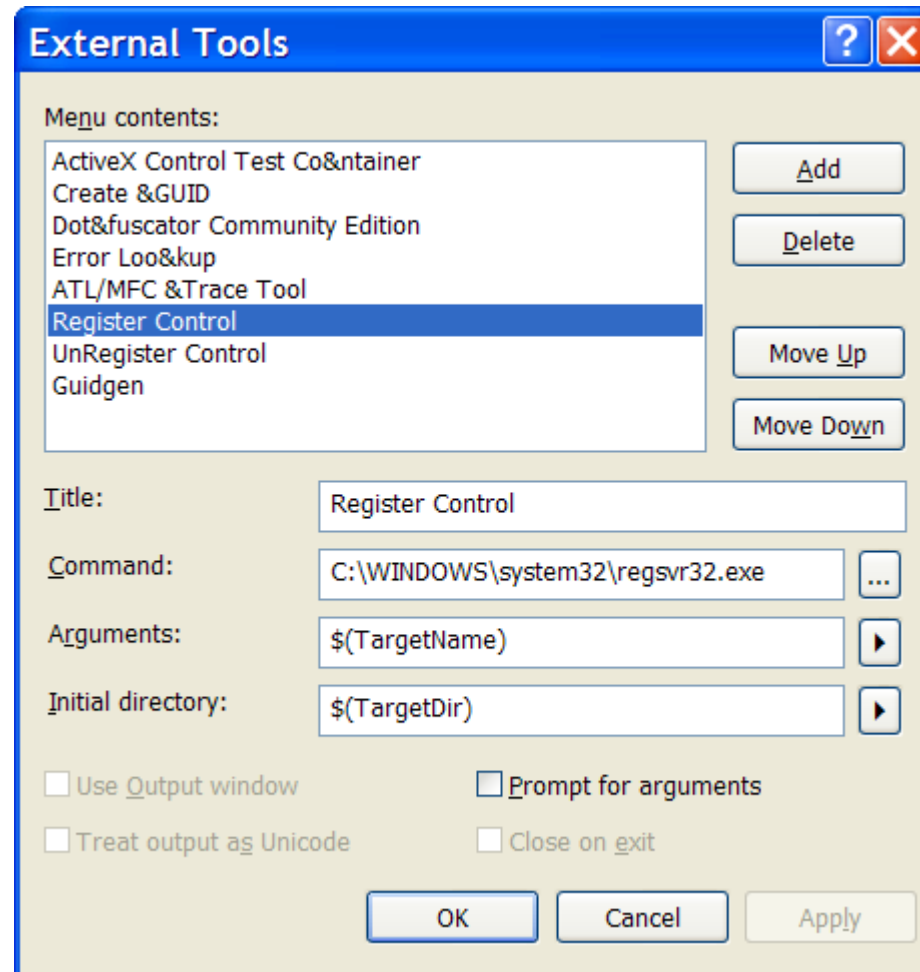 External Tools
Menu contents:
ActiveX Control Test Co&ntainer
Create &GUID
Dot&fuscator Community Edition
Error Loo&kup
ATL/MFC &Trace Tool
Register Control
UnRegister Control
Guidgen
Add
Delete
Move Up
Move Down
Title: Register Control
Command: C:\WINDOWS\system32\regsvr32.exe ...
Arguments: $(TargetName)
Initial directory: $(TargetDir)
Use Output window Prompt for arguments
Treat output as Unicode Close on exit
OK Cancel Apply